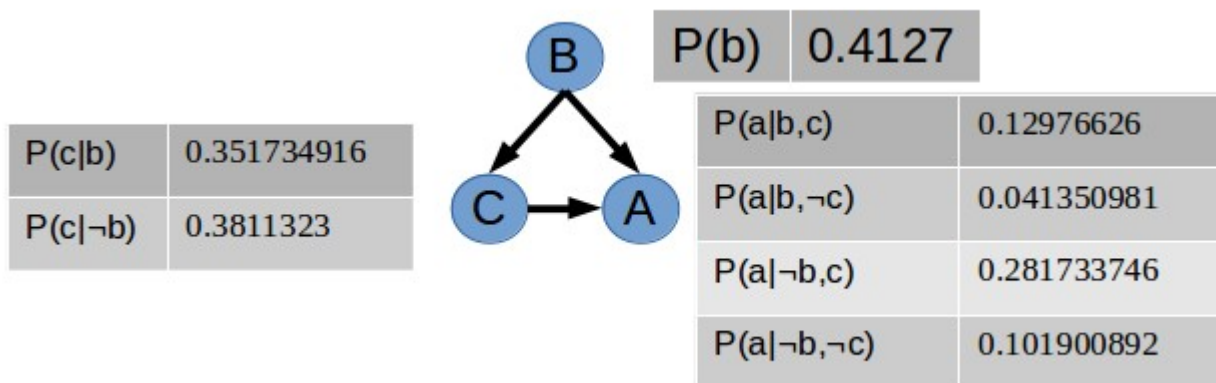 B
P(b) 0.4127
P(c|b) 0.351734916
P(c|¬b) 0.3811323
C
A
P(a|b,c) 0.12976626
P(a|b,¬c) 0.041350981
P(a|¬b,c) 0.281733746
P(a|¬b,¬c) 0.101900892